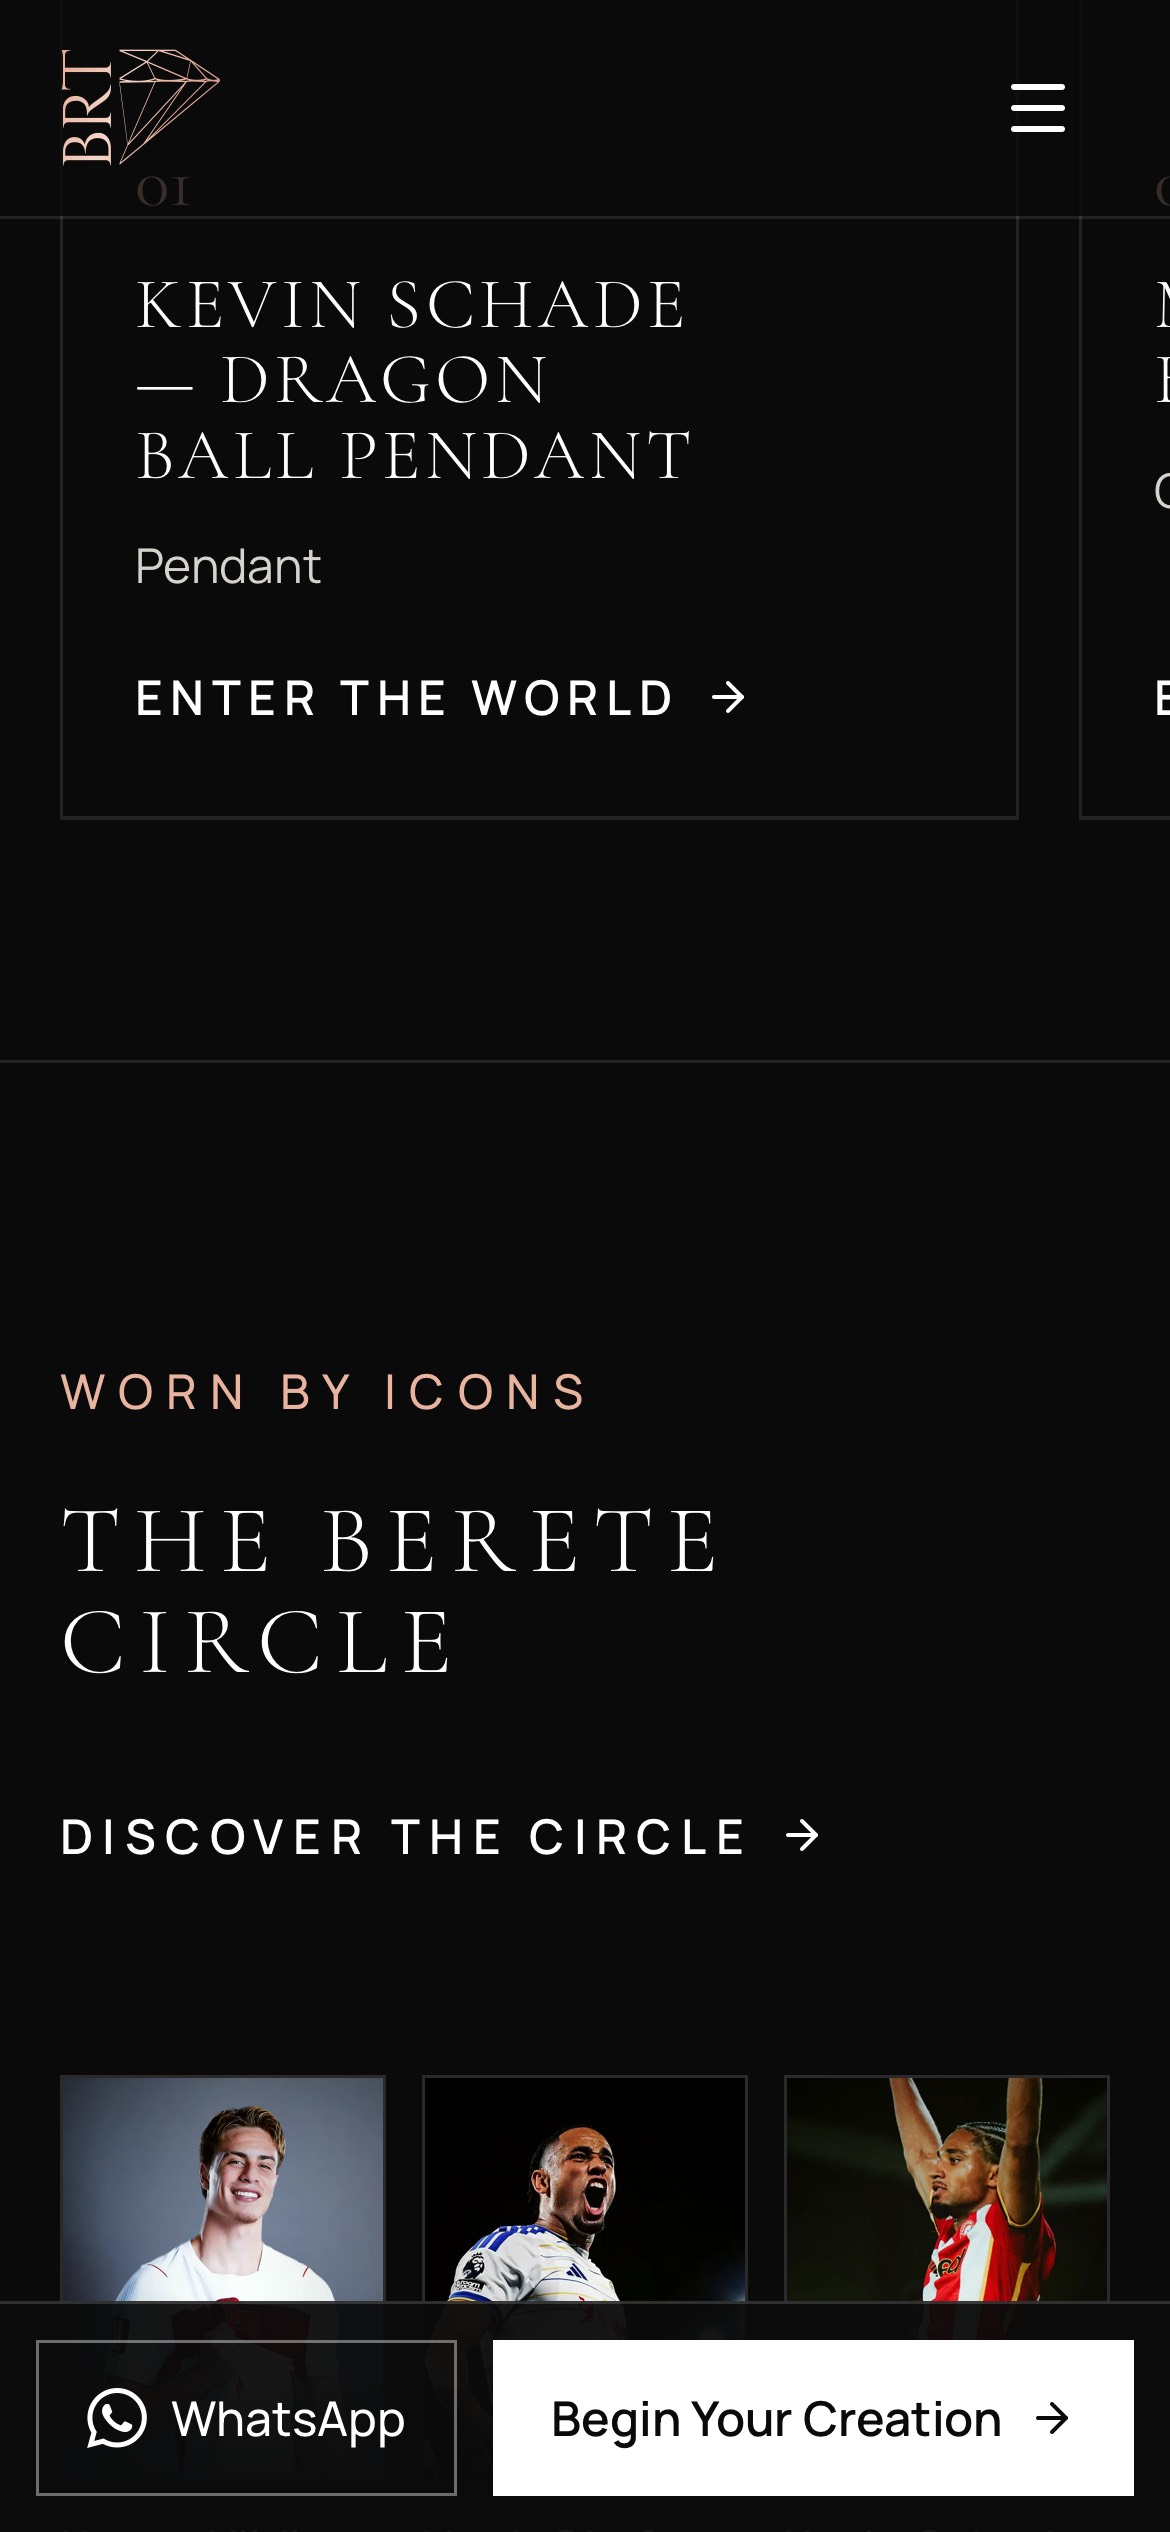 BRT
01
KEVIN SCHADE
— DRAGON
BALL PENDANT
Pendant
ENTER THE WORLD →
WORN BY ICONS
THE BERETE
CIRCLE
DISCOVER THE CIRCLE →
WhatsApp
Begin Your Creation →